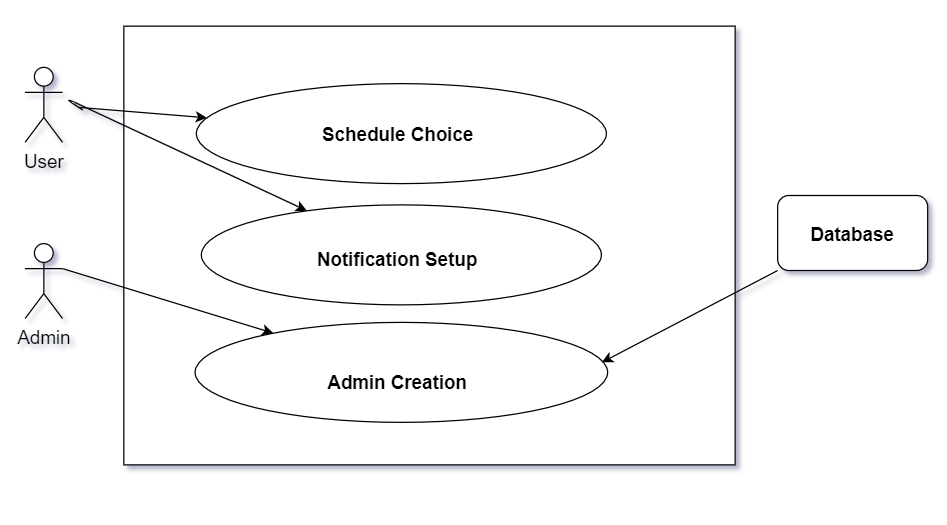 User
Schedule Choice
Notification Setup
Database
Admin
Admin Creation